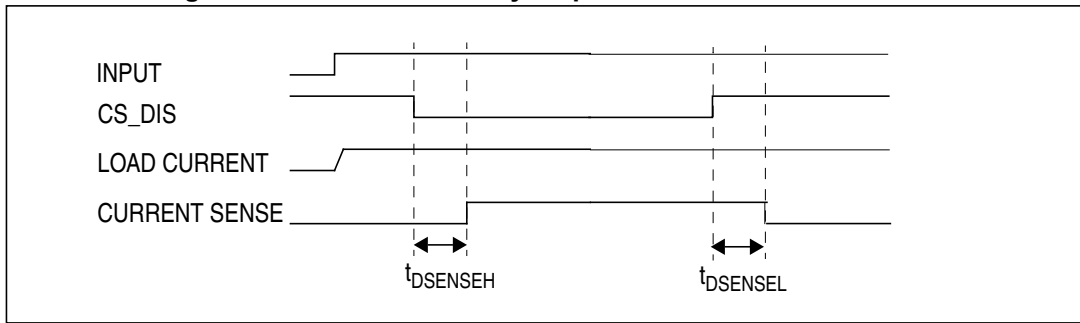 INPUT
CS_DIS
LOAD CURRENT
CURRENT SENSE
tDSENSEH
tDSENSEL